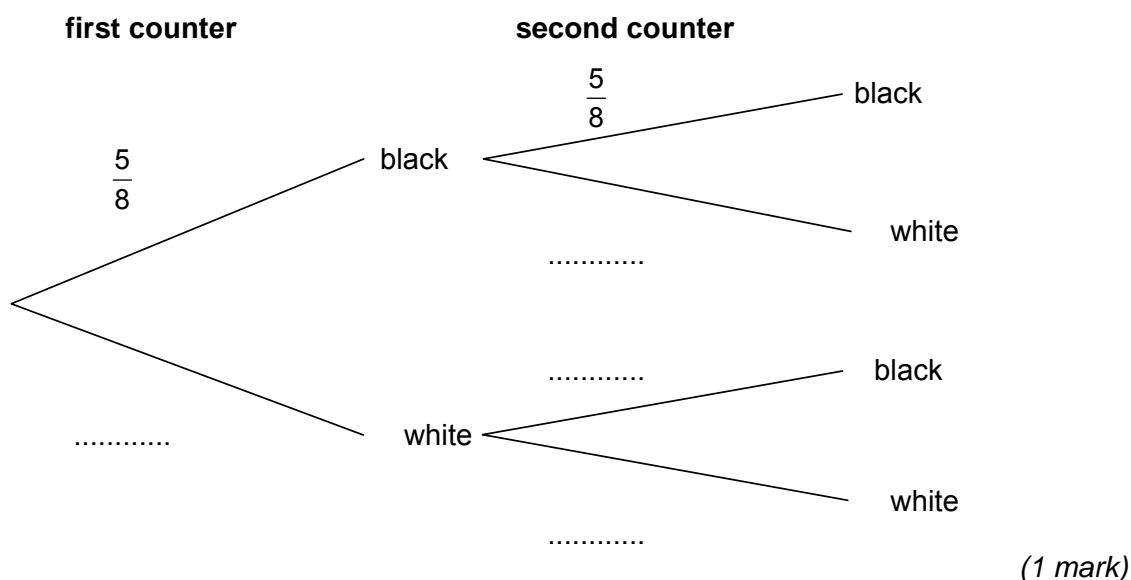 first counter second counter
5
8
black
5
8
black
white
............
............
black
............
white
white
............
(1 mark)